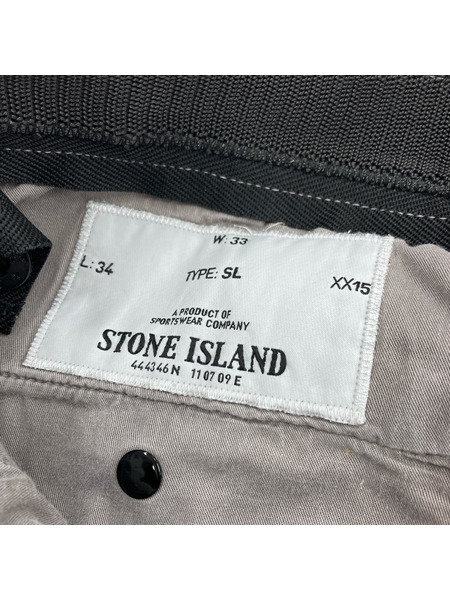 W: 33
L: 34 TYPE: SL XX15
A PRODUCT OF
SPORTSWEAR COMPANY
STONE ISLAND
444346N 110709E